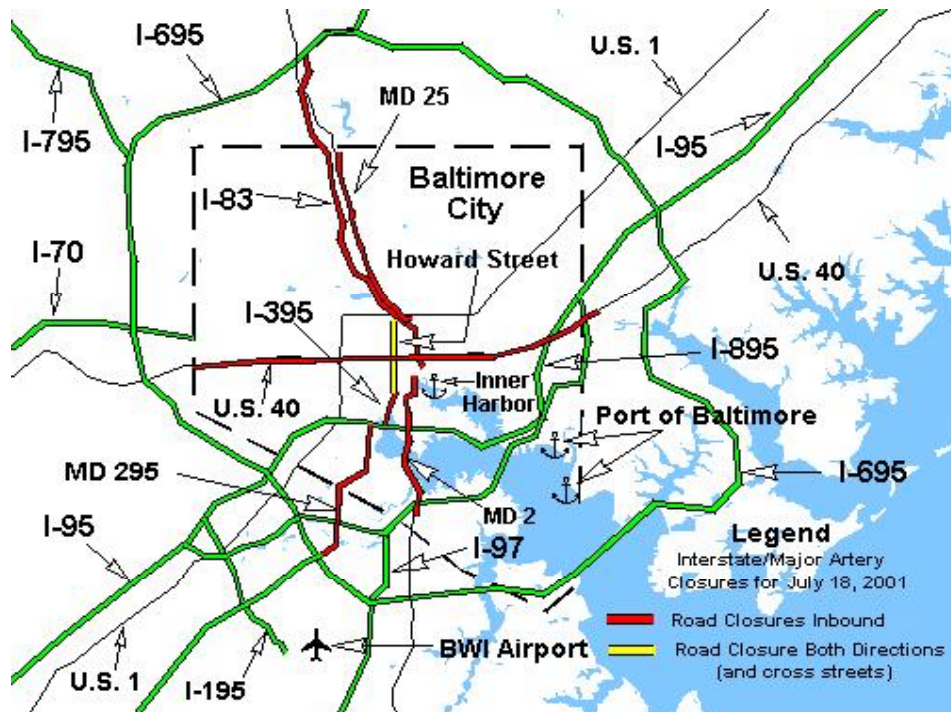 I-695
U.S. 1
MD 25
I-95
I-795
Baltimore
City
I-83
I-70
Howard Street
U.S. 40
I-395
I-895
Inner
Harbor
U.S. 40
Port of Baltimore
MD 295
I-695
I-95
MD 2
I-97
Legend
Interstate/Major Artery
Closures for July 18, 2001
Road Closures Inbound
BWI Airport
Road Closure Both Directions
(and cross streets)
U.S. 1
I-195